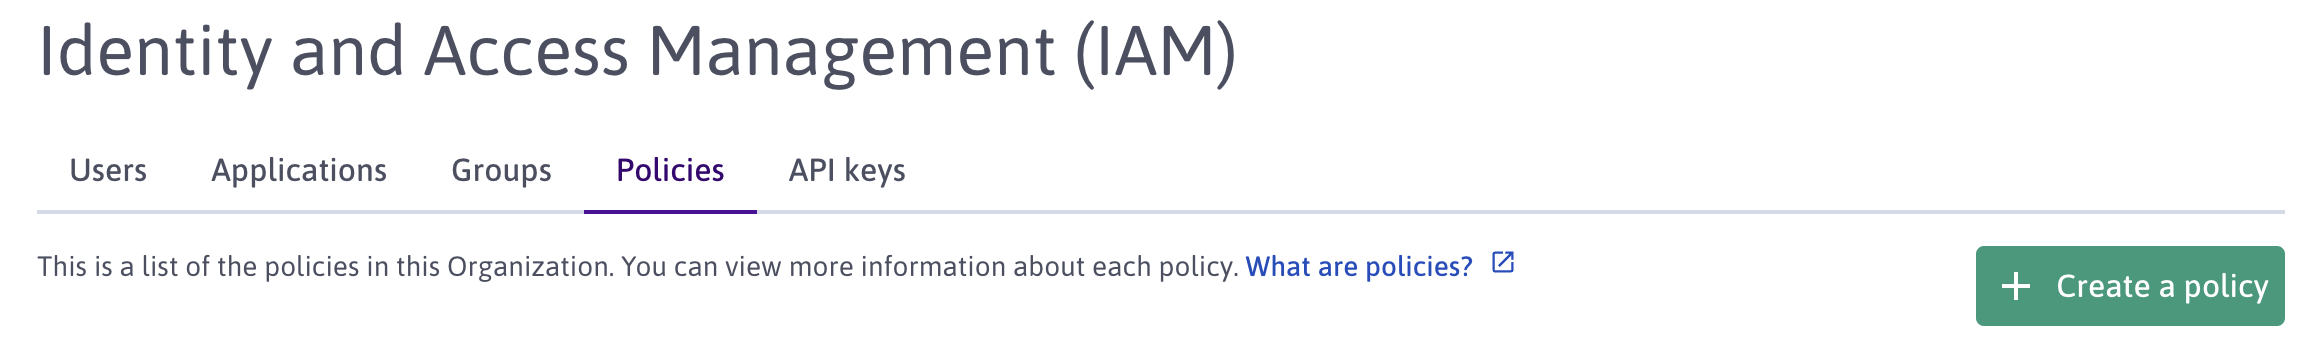 Identity and Access Management (IAM)
Users Applications Groups Policies API keys
This is a list of the policies in this Organization. You can view more information about each policy. What are policies?
+ Create a policy